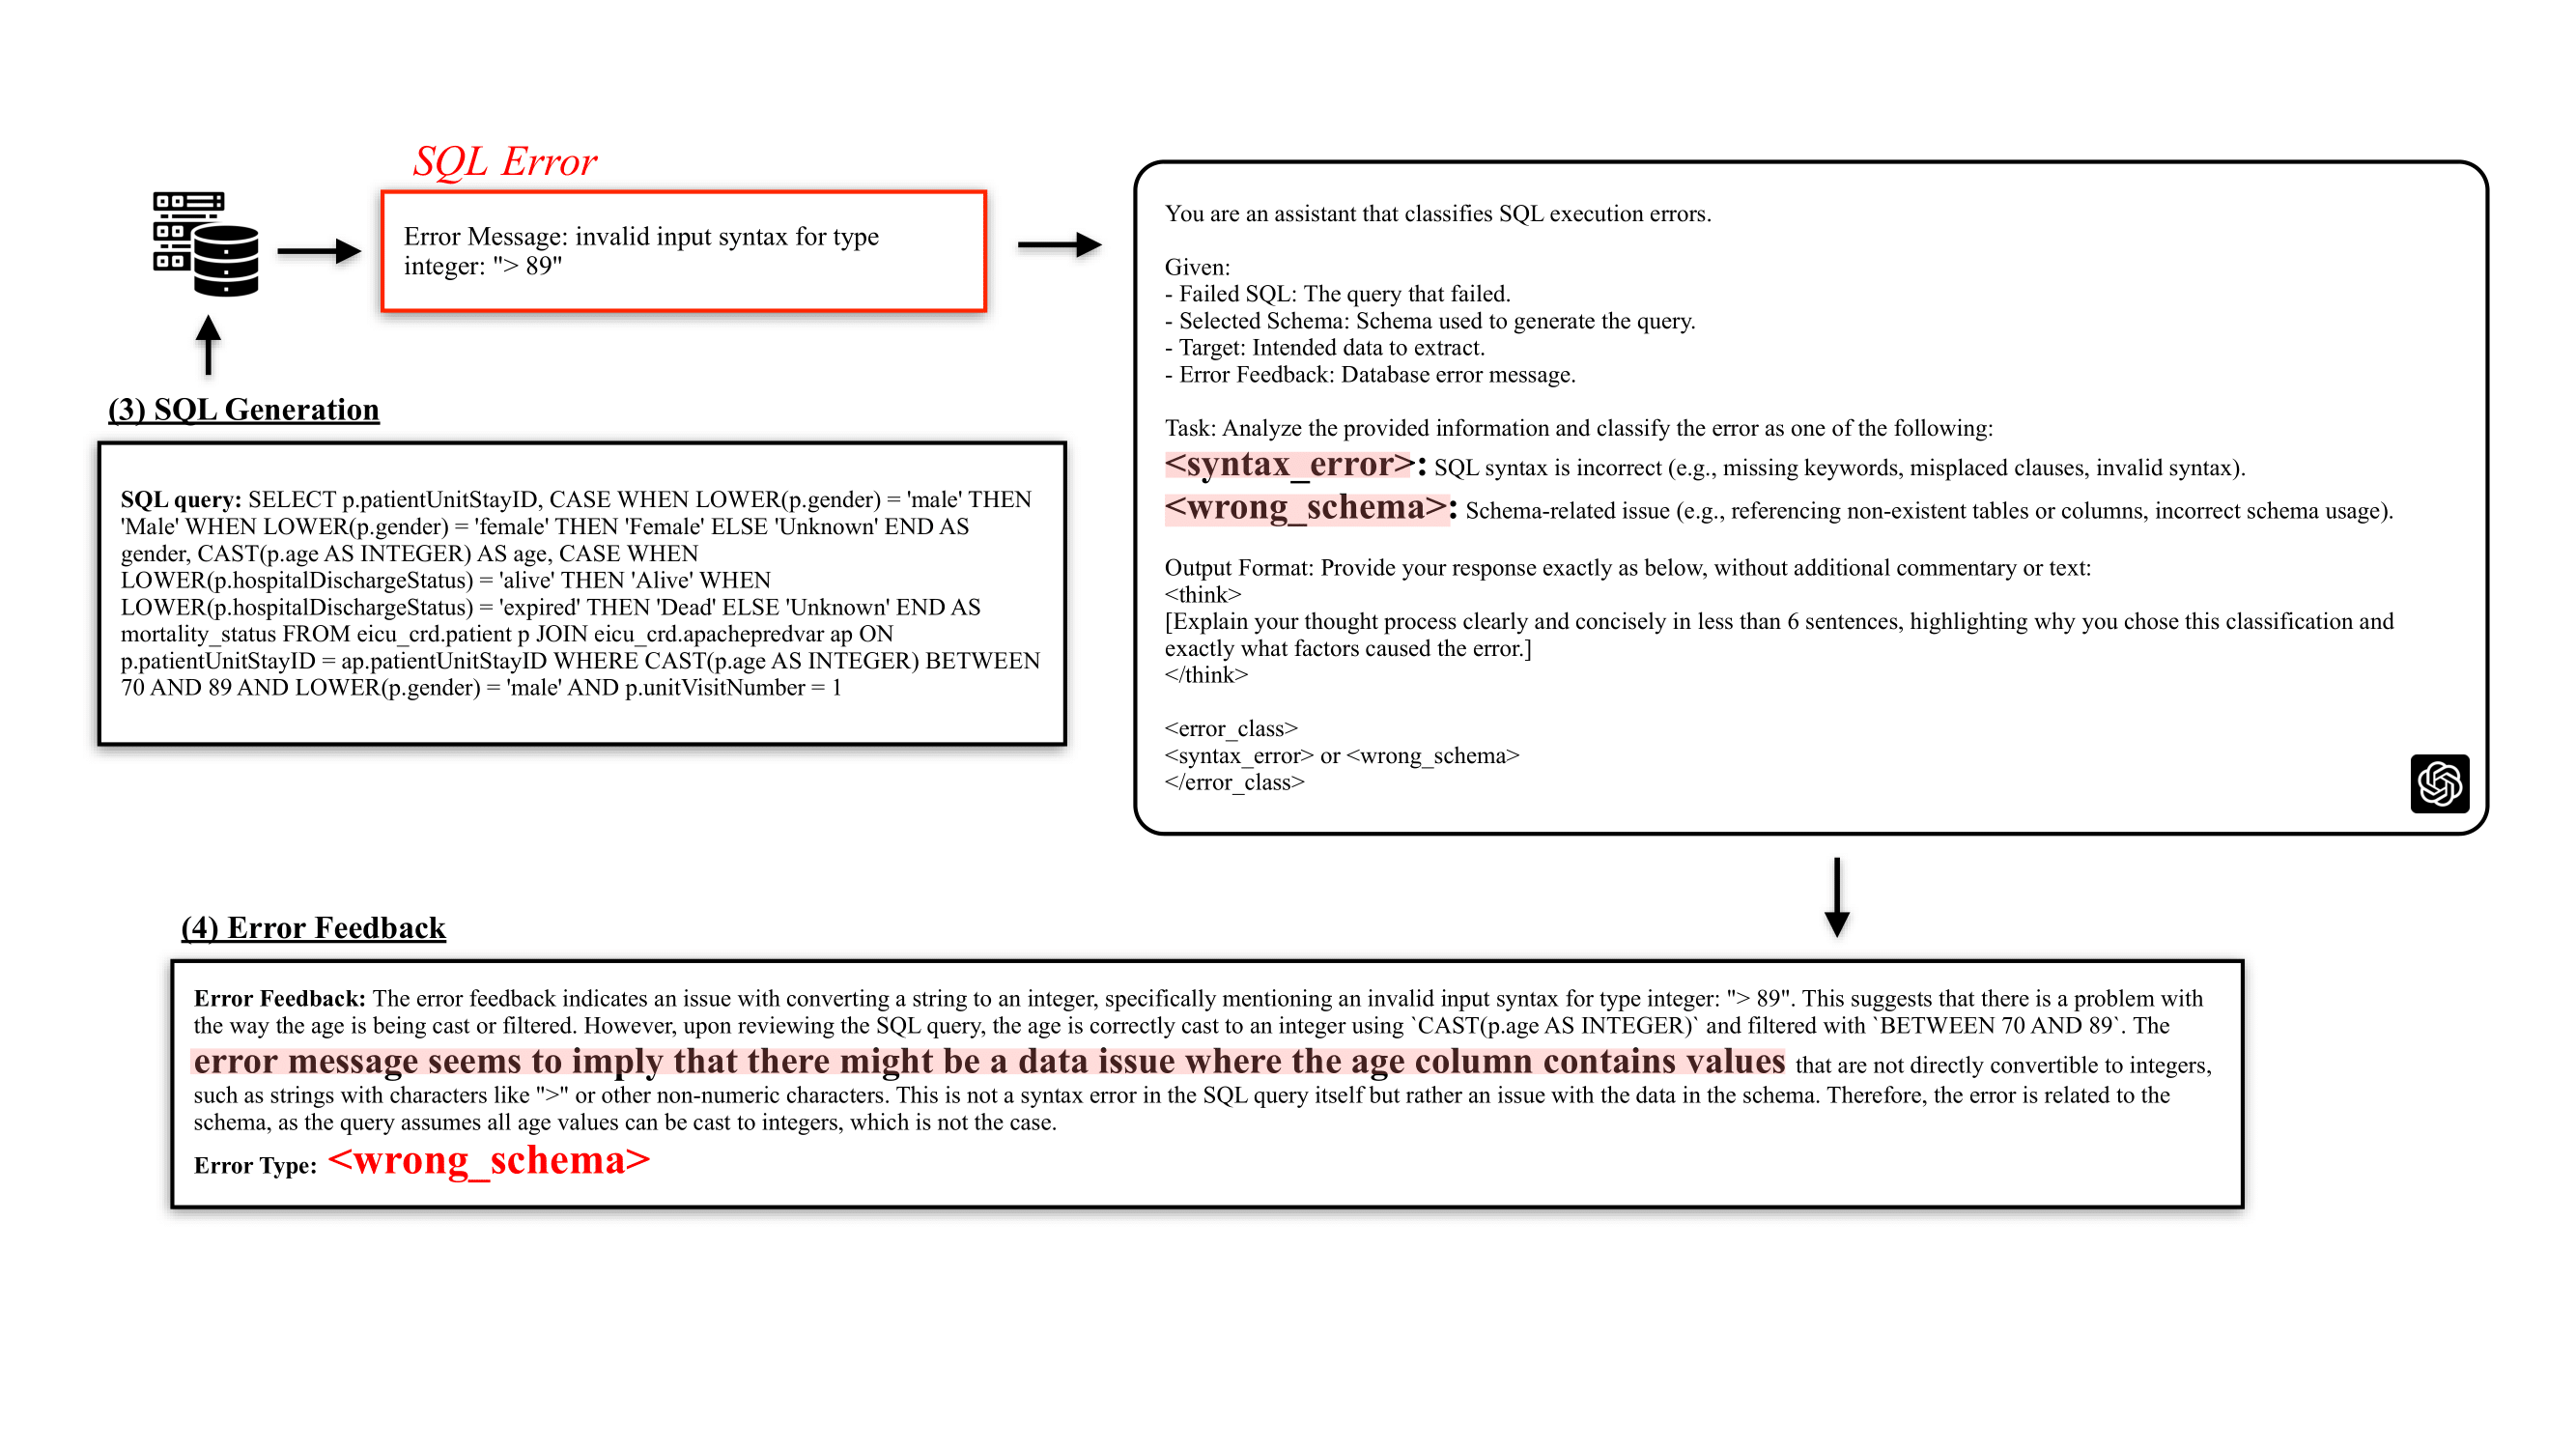 SQL Error
Error Message: invalid input syntax for type
integer: "> 89"
(3) SQL Generation
SQL query: SELECT p.patientUnitStayID, CASE WHEN LOWER(p.gender) = 'male' THEN
'Male' WHEN LOWER(p.gender) = 'female' THEN 'Female' ELSE 'Unknown' END AS
gender, CAST(p.age AS INTEGER) AS age, CASE WHEN
LOWER(p.hospitalDischargeStatus) = 'alive' THEN 'Alive' WHEN
LOWER(p.hospitalDischargeStatus) = 'expired' THEN 'Dead' ELSE 'Unknown' END AS
mortality_status FROM eicu_crd.patient p JOIN eicu_crd.apachepredvar ap ON
p.patientUnitStayID = ap.patientUnitStayID WHERE CAST(p.age AS INTEGER) BETWEEN
70 AND 89 AND LOWER(p.gender) = 'male' AND p.unitVisitNumber = 1
You are an assistant that classifies SQL execution errors.
Given:
- Failed SQL: The query that failed.
- Selected Schema: Schema used to generate the query.
- Target: Intended data to extract.
- Error Feedback: Database error message.
Task: Analyze the provided information and classify the error as one of the following:
<syntax_error>: SQL syntax is incorrect (e.g., missing keywords, misplaced clauses, invalid syntax).
<wrong_schema>: Schema-related issue (e.g., referencing non-existent tables or columns, incorrect schema usage).
Output Format: Provide your response exactly as below, without additional commentary or text:
<think>
[Explain your thought process clearly and concisely in less than 6 sentences, highlighting why you chose this classification and
exactly what factors caused the error.]
</think>
<error_class>
<syntax_error> or <wrong_schema>
</error_class>
(4) Error Feedback
Error Feedback: The error feedback indicates an issue with converting a string to an integer, specifically mentioning an invalid input syntax for type integer: "> 89". This suggests that there is a problem with
the way the age is being cast or filtered. However, upon reviewing the SQL query, the age is correctly cast to an integer using `CAST(p.age AS INTEGER)` and filtered with `BETWEEN 70 AND 89`. The
error message seems to imply that there might be a data issue where the age column contains values that are not directly convertible to integers,
such as strings with characters like ">" or other non-numeric characters. This is not a syntax error in the SQL query itself but rather an issue with the data in the schema. Therefore, the error is related to the
schema, as the query assumes all age values can be cast to integers, which is not the case.
Error Type: <wrong_schema>